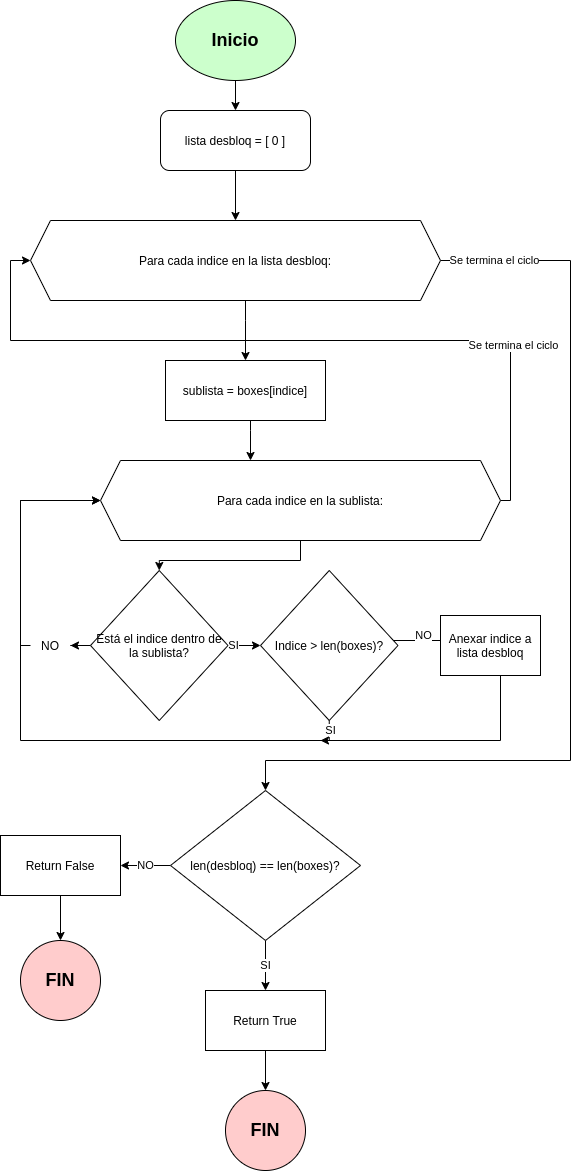 Inicio
lista desbloq = [ 0 ]
Para cada indice en la lista desbloq:
Se termina el ciclo
Se termina el ciclo
sublista = boxes[indice]
Para cada indice en la sublista:
Está el indice dentro de
la sublista?
NO
SI
Indice > len(boxes)?
NO
Anexar indice a
lista desbloq
SI
len(desbloq) == len(boxes)?
NO
Return False
FIN
SI
Return True
FIN